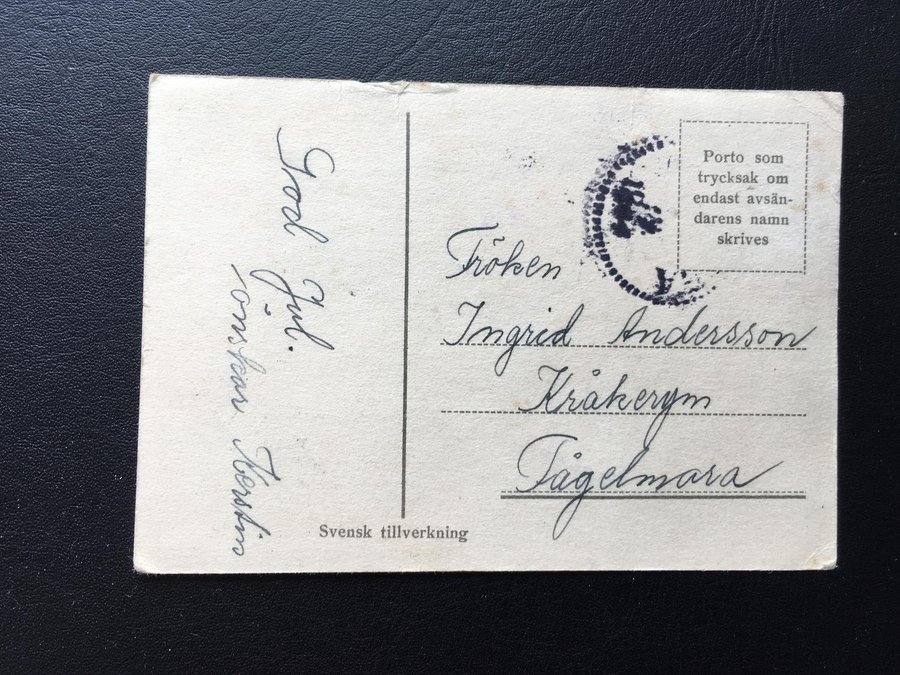 God Jul.
önskar Kerstin
Porto som
trycksak om
endast avsän-
darens namn
skrives
Fröken
Ingrid Andersson
Kråkerym
Fågelmara
Svensk tillverkning